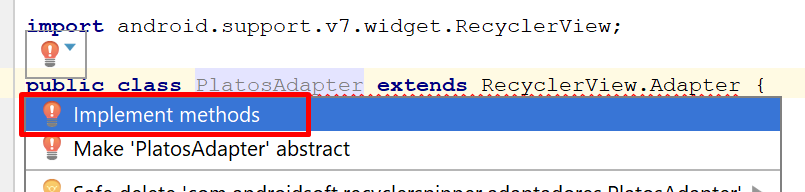 import android.support.v7.widget.RecyclerView;
public class PlatosAdapter extends RecyclerView.Adapter {
Implement methods
Make 'PlatosAdapter' abstract
Safe delete 'com.androidsoft.recyclerspinner.adaptadores.PlatosAdapter'